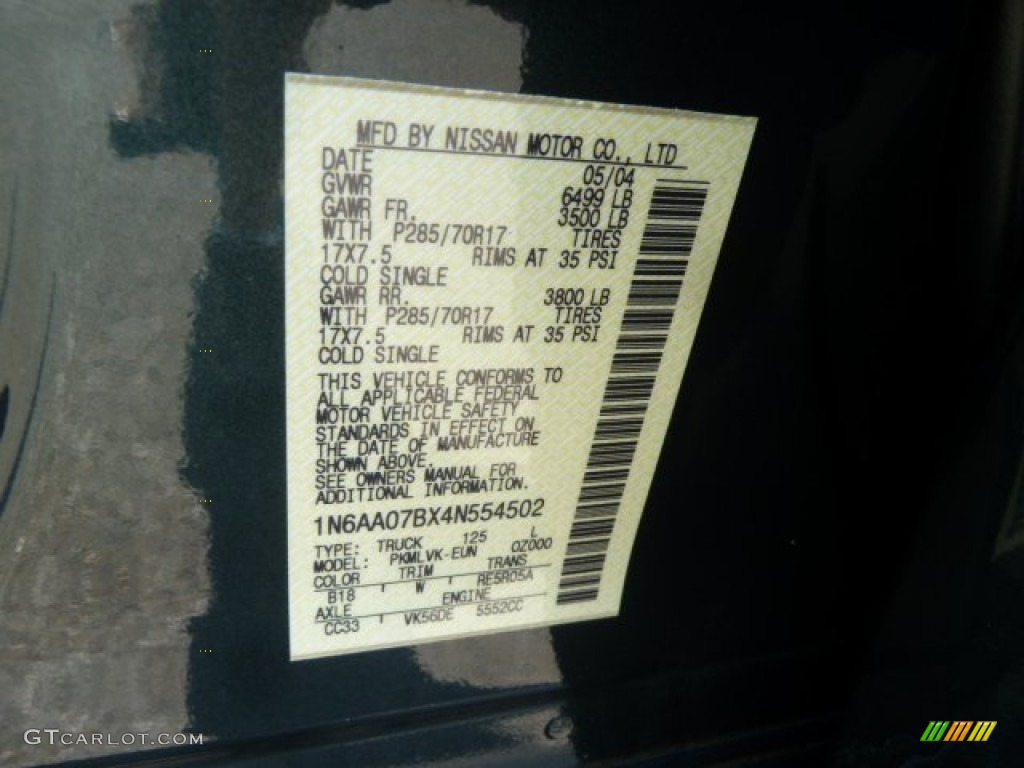 MFD BY NISSAN MOTOR CO., LTD
DATE 05/04
GVWR 6499 LB
GAWR FR. 3500 LB
WITH P285/70R17 TIRES
17X7.5 RIMS AT 35 PSI
COLD SINGLE
GAWR RR. 3800 LB
WITH P285/70R17 TIRES
17X7.5 RIMS AT 35 PSI
COLD SINGLE
THIS VEHICLE CONFORMS TO
ALL APPLICABLE FEDERAL
MOTOR VEHICLE SAFETY
STANDARDS IN EFFECT ON
THE DATE OF MANUFACTURE
SHOWN ABOVE.
SEE OWNERS MANUAL FOR
ADDITIONAL INFORMATION.
1N6AA07BX4N554502
TYPE: TRUCK 125 L
MODEL: PKMLVK-EUN 0Z000
COLOR TRIM TRANS
B18 W RE5R05A
AXLE ENGINE
CC33 VK56DE 5552CC
GTCARLOT.COM